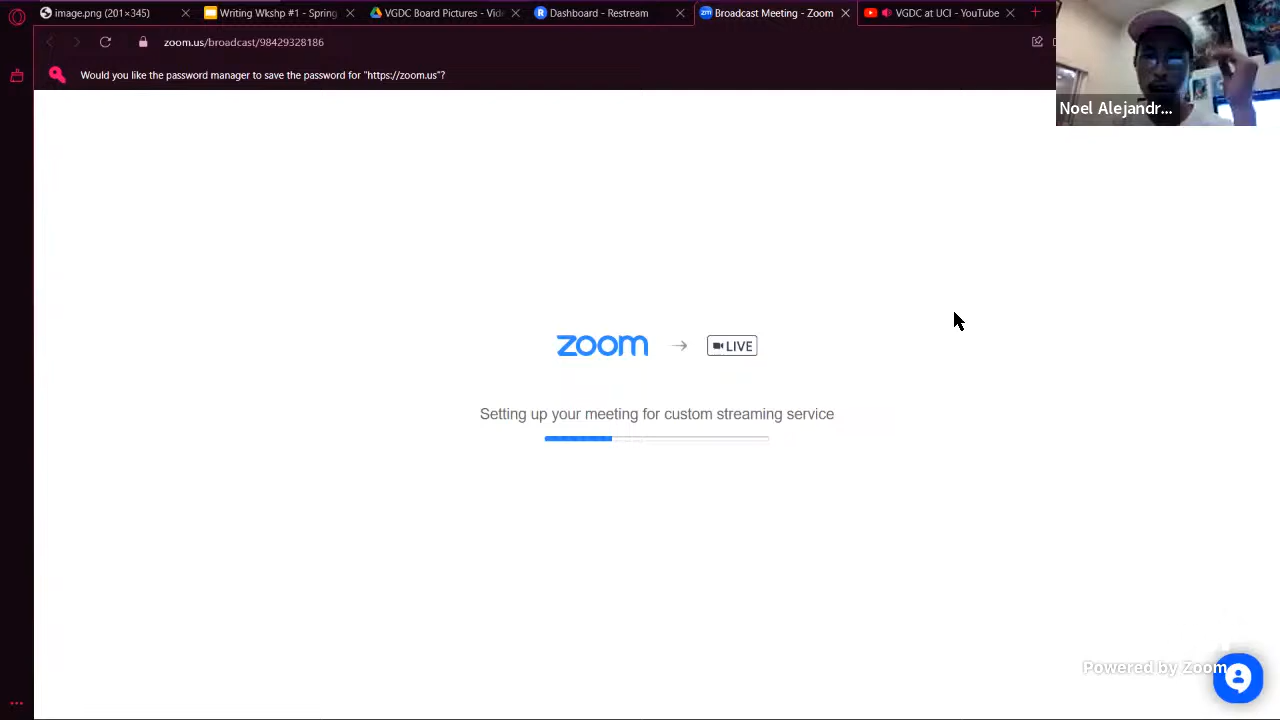 image.png (201×345)
Writing Wkshp #1 - Spring
VGDC Board Pictures - Vid
Dashboard - Restream
Broadcast Meeting - Zoom
VGDC at UCI - YouTube
zoom.us/broadcast/98429328186
Would you like the password manager to save the password for "https://zoom.us"?
Noel Alejandr...
zoom → LIVE
Setting up your meeting for custom streaming service
Powered by Zoom